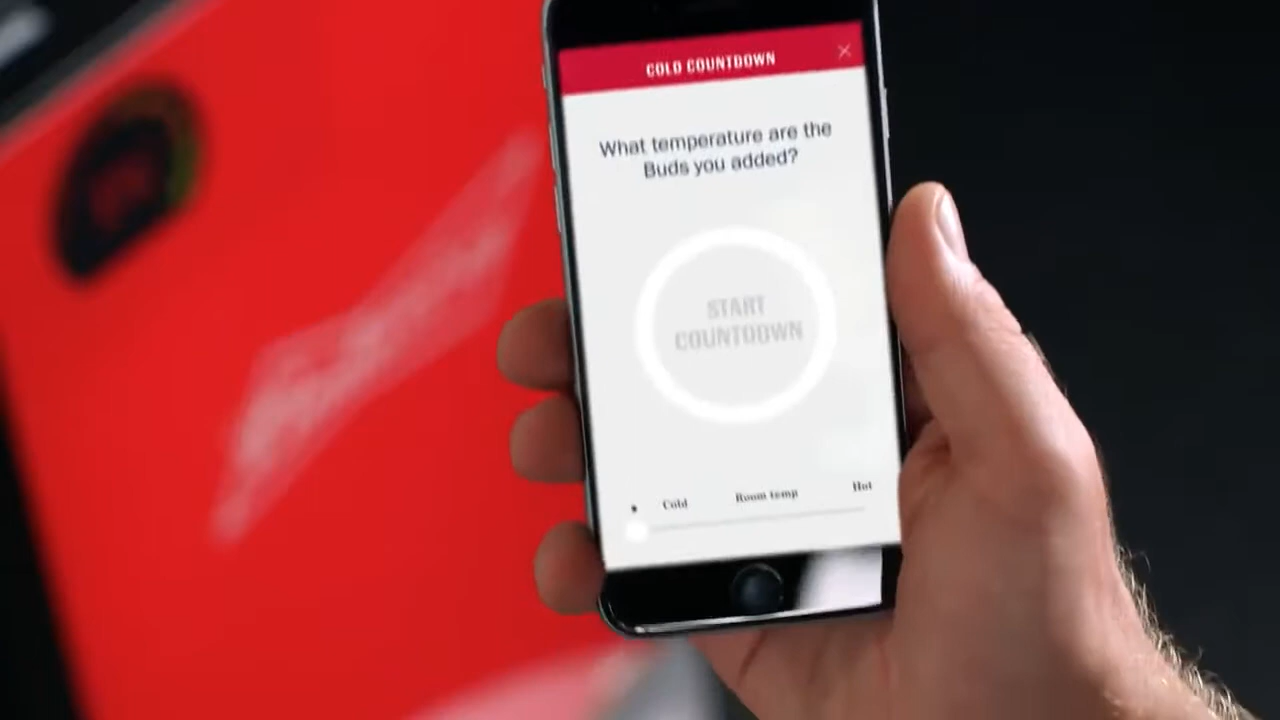 COLD COUNTDOWN
What temperature are the
Buds you added?
START
COUNTDOWN
Cold Room temp Hot